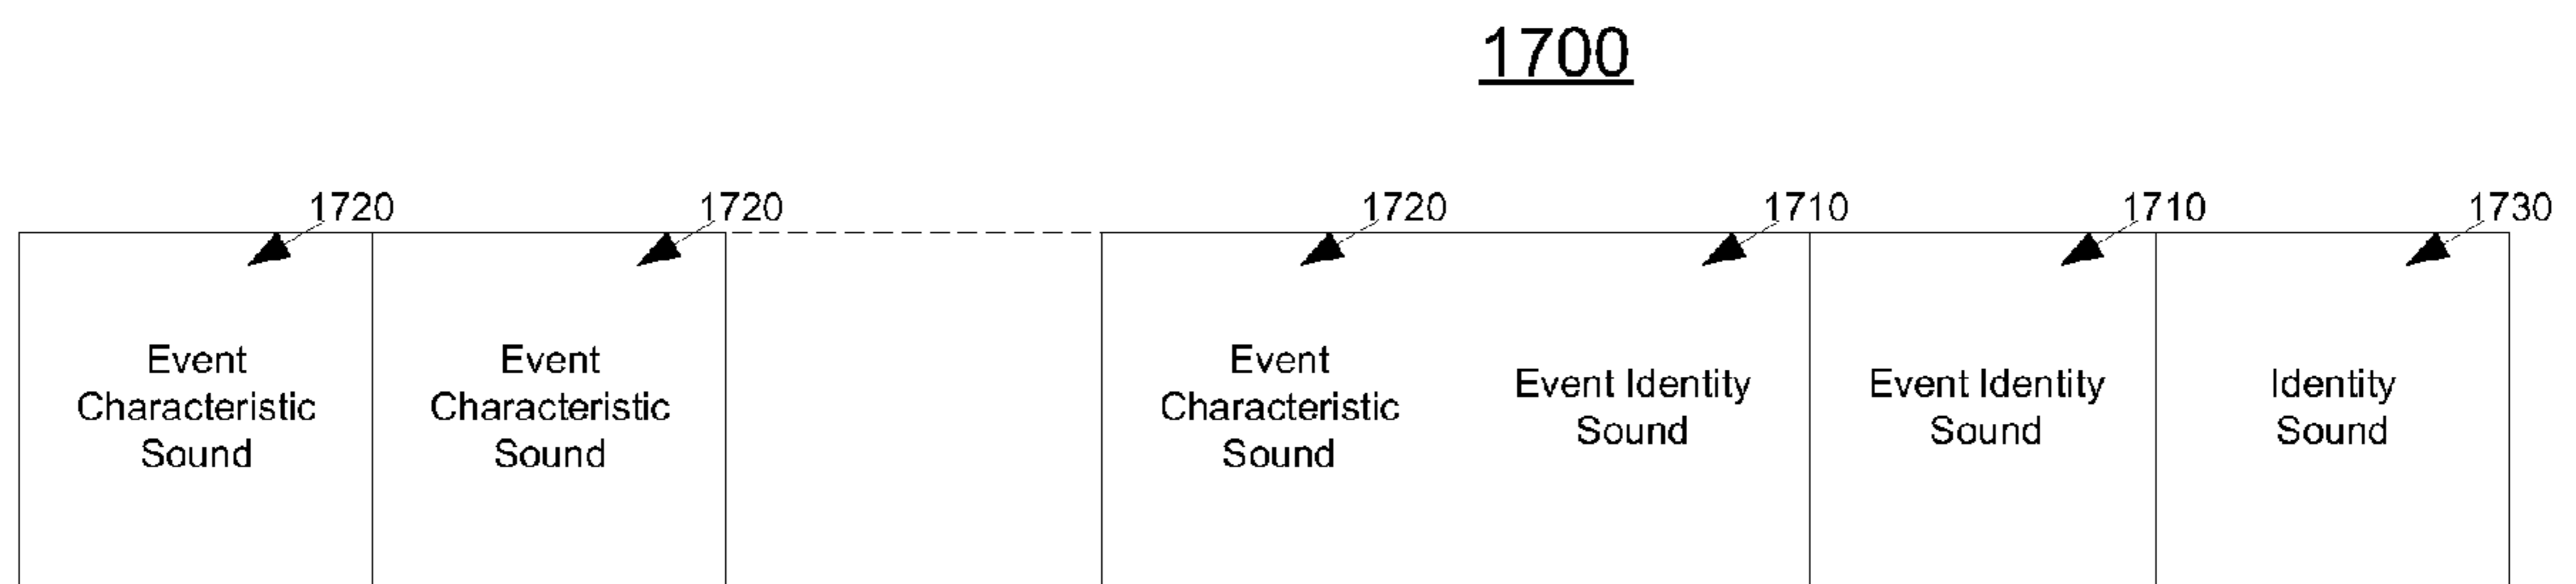 1700
1720 1720 1720 1710 1710 1730
Event
Characteristic
Sound
Event
Characteristic
Sound
Event
Characteristic
Sound
Event Identity
Sound
Event Identity
Sound
Identity
Sound